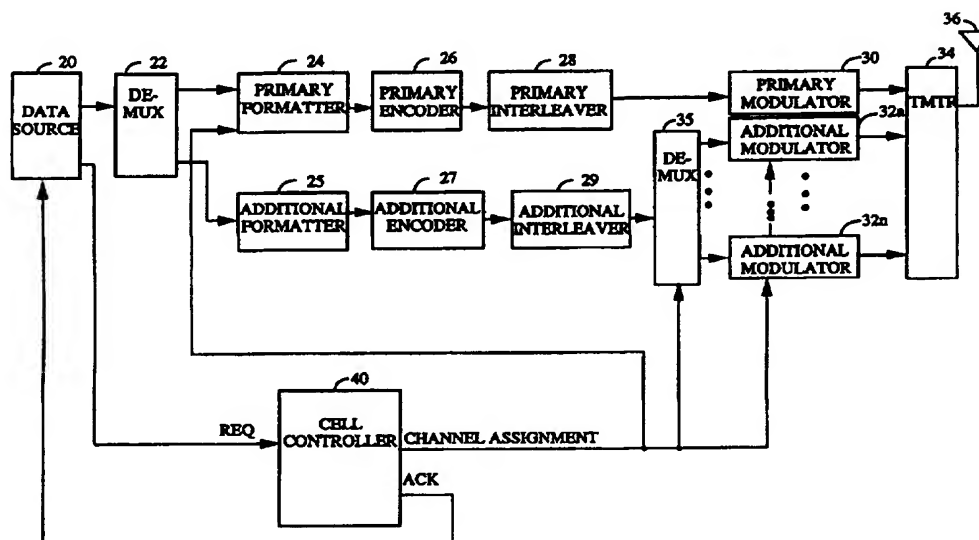 20
DATA
SOURCE
22
DE-
MUX
24
PRIMARY
FORMATTER
26
PRIMARY
ENCODER
28
PRIMARY
INTERLEAVER
30
PRIMARY
MODULATOR
34
TMTR
36
32a
ADDITIONAL
MODULATOR
35
DE-
MUX
25
ADDITIONAL
FORMATTER
27
ADDITIONAL
ENCODER
29
ADDITIONAL
INTERLEAVER
32n
ADDITIONAL
MODULATOR
40
CELL
CONTROLLER
REQ
CHANNEL ASSIGNMENT
ACK